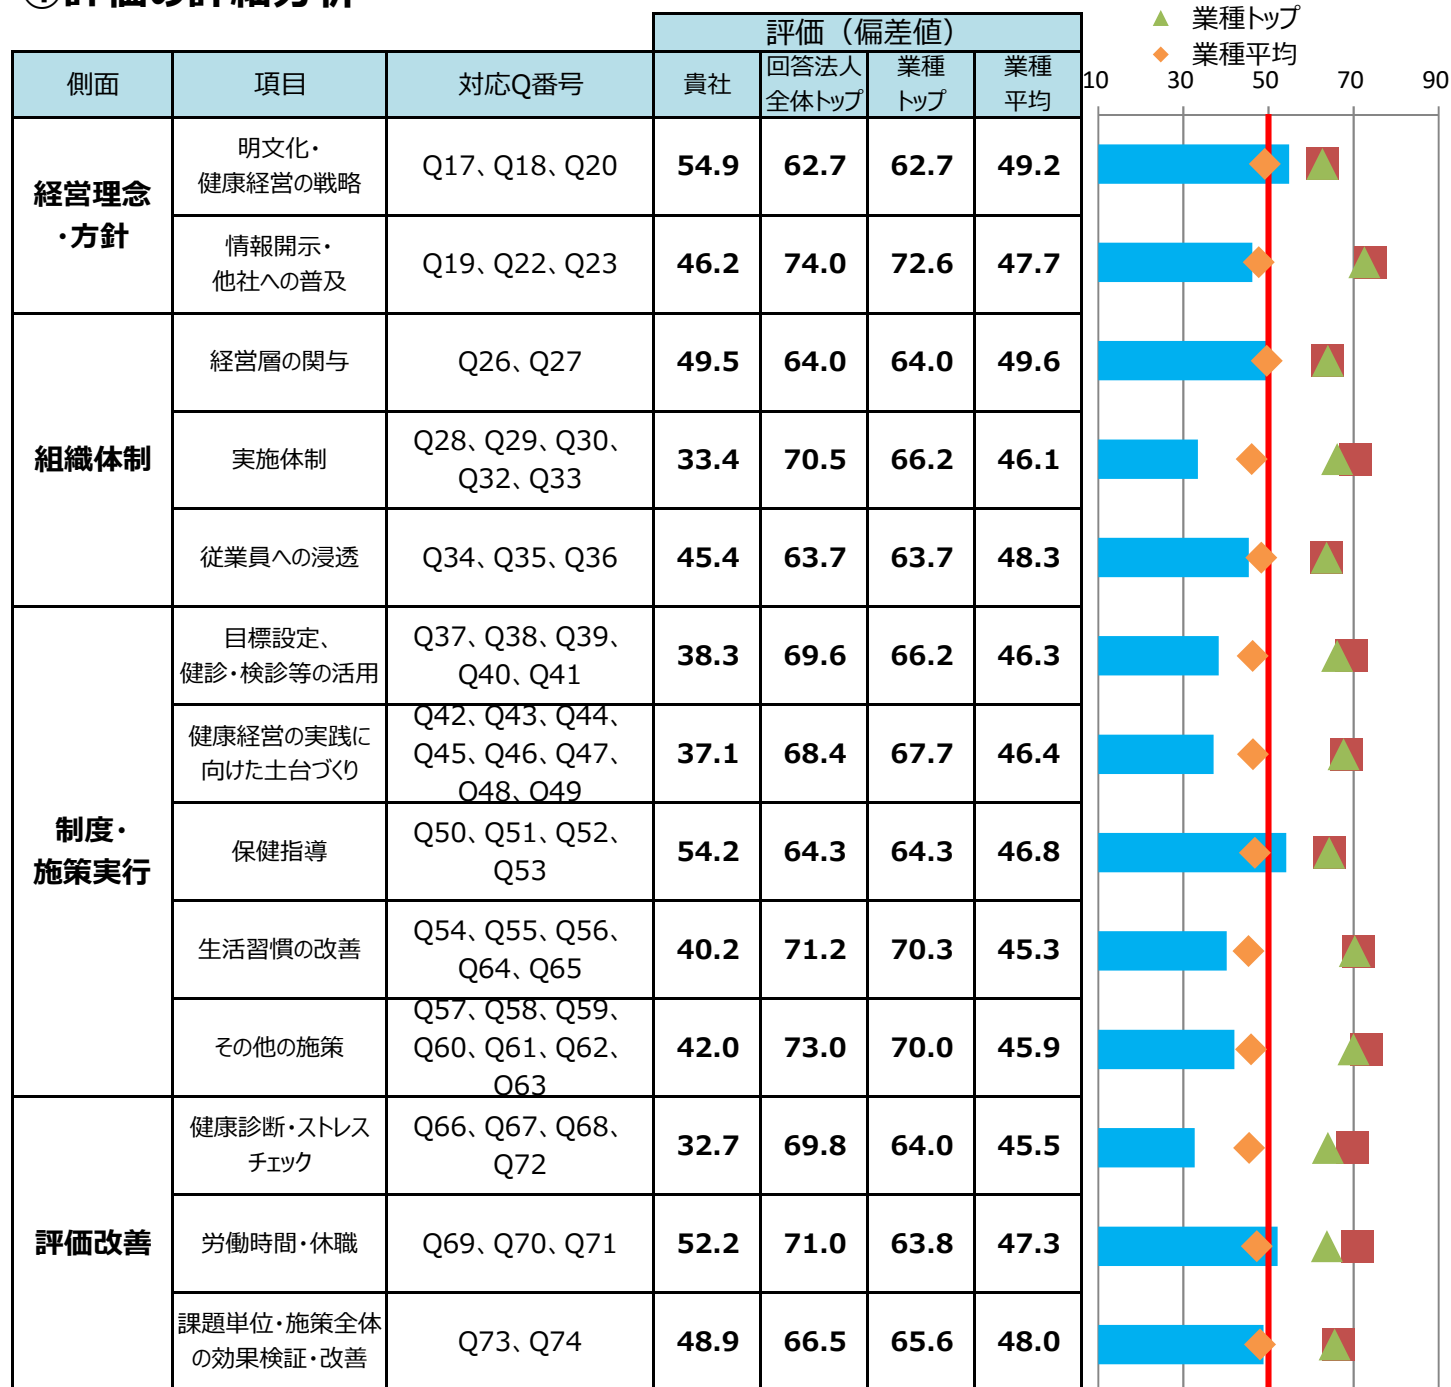 ①評価の詳細分析
業種トップ
業種平均
評価（偏差値）
側面 項目 対応Q番号 貴社 回答法人全体トップ 業種トップ 業種平均
10 30 50 70 90
経営理念・方針
明文化・健康経営の戦略 Q17、Q18、Q20 54.9 62.7 62.7 49.2
情報開示・他社への普及 Q19、Q22、Q23 46.2 74.0 72.6 47.7
組織体制
経営層の関与 Q26、Q27 49.5 64.0 64.0 49.6
実施体制 Q28、Q29、Q30、Q32、Q33 33.4 70.5 66.2 46.1
従業員への浸透 Q34、Q35、Q36 45.4 63.7 63.7 48.3
制度・施策実行
目標設定、健診・検診等の活用 Q37、Q38、Q39、Q40、Q41 38.3 69.6 66.2 46.3
健康経営の実践に向けた土台づくり Q42、Q43、Q44、Q45、Q46、Q47、Q48、Q49 37.1 68.4 67.7 46.4
保健指導 Q50、Q51、Q52、Q53 54.2 64.3 64.3 46.8
生活習慣の改善 Q54、Q55、Q56、Q64、Q65 40.2 71.2 70.3 45.3
その他の施策 Q57、Q58、Q59、Q60、Q61、Q62、Q63 42.0 73.0 70.0 45.9
評価改善
健康診断・ストレスチェック Q66、Q67、Q68、Q72 32.7 69.8 64.0 45.5
労働時間・休職 Q69、Q70、Q71 52.2 71.0 63.8 47.3
課題単位・施策全体の効果検証・改善 Q73、Q74 48.9 66.5 65.6 48.0